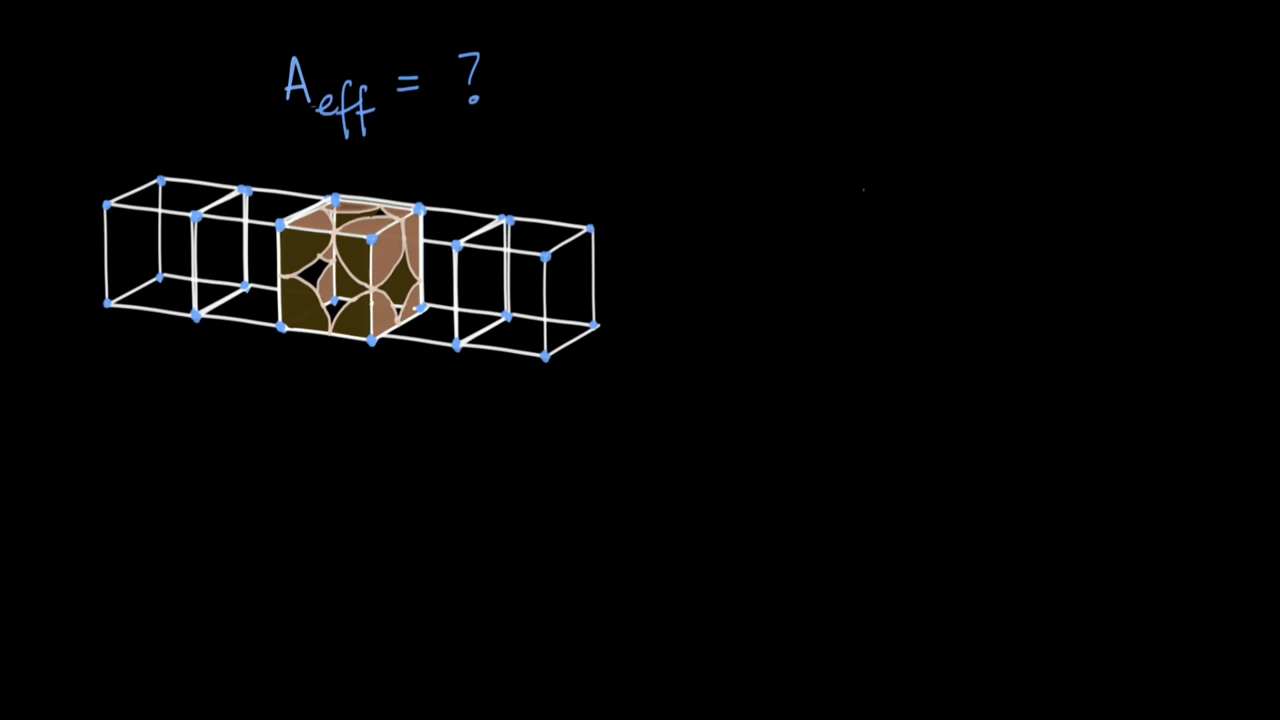 A_eff = ?